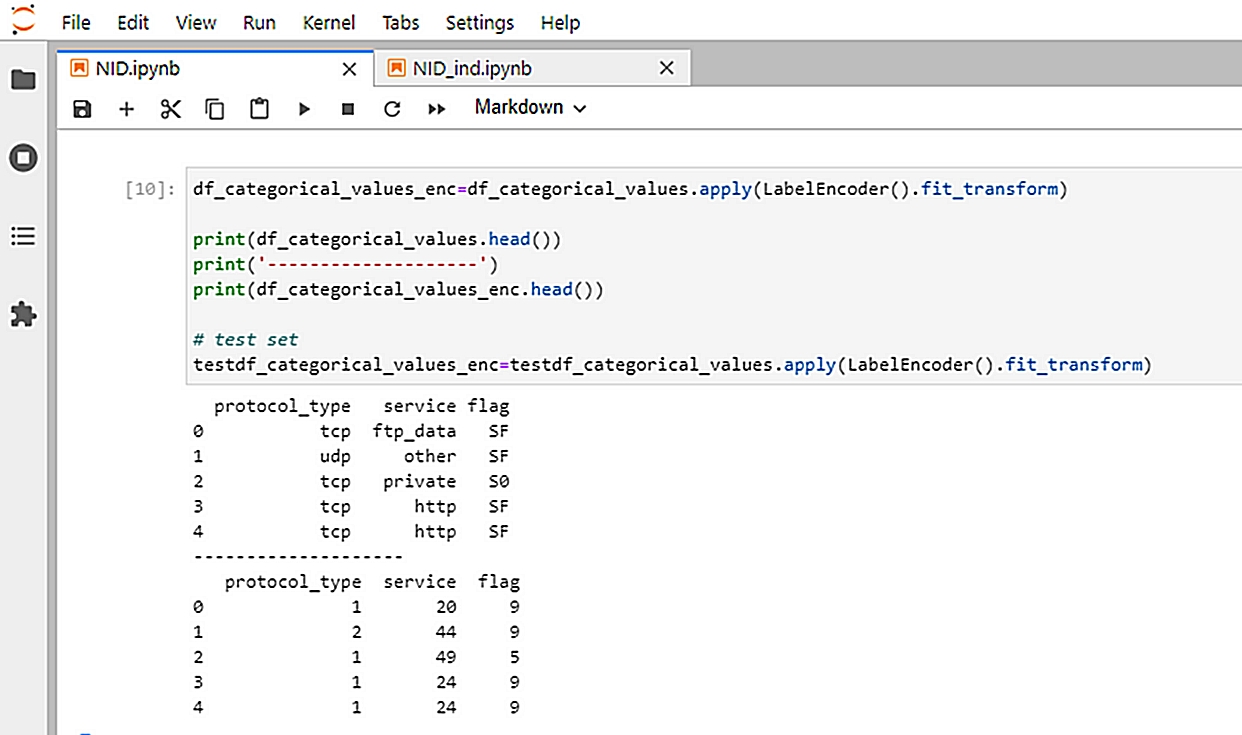 File Edit View Run Kernel Tabs Settings Help
NID.ipynb NID_ind.ipynb
Markdown
[10]: df_categorical_values_enc=df_categorical_values.apply(LabelEncoder().fit_transform)
print(df_categorical_values.head())
print('--------------------')
print(df_categorical_values_enc.head())
# test set
testdf_categorical_values_enc=testdf_categorical_values.apply(LabelEncoder().fit_transform)
protocol_type service flag
0 tcp ftp_data SF
1 udp other SF
2 tcp private S0
3 tcp http SF
4 tcp http SF
--------------------
protocol_type service flag
0 1 20 9
1 2 44 9
2 1 49 5
3 1 24 9
4 1 24 9